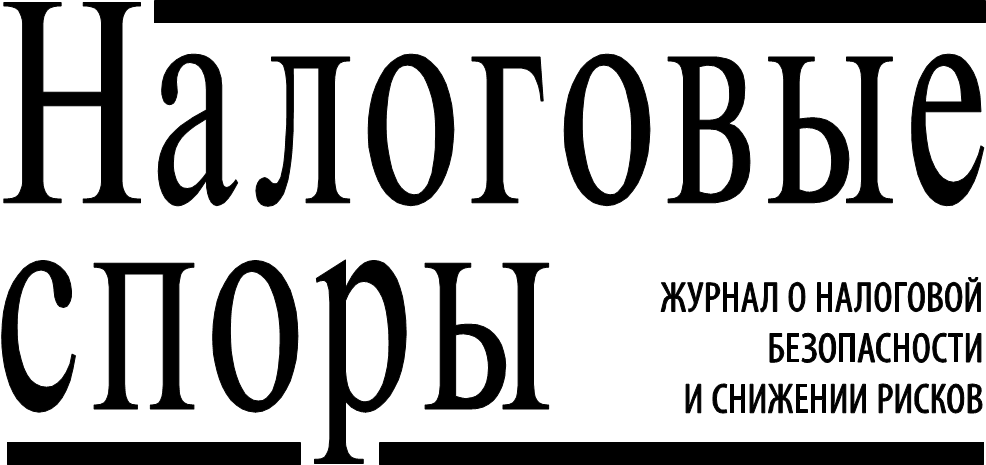 Налоговые
споры
ЖУРНАЛ О НАЛОГОВОЙ
БЕЗОПАСНОСТИ
И СНИЖЕНИИ РИСКОВ